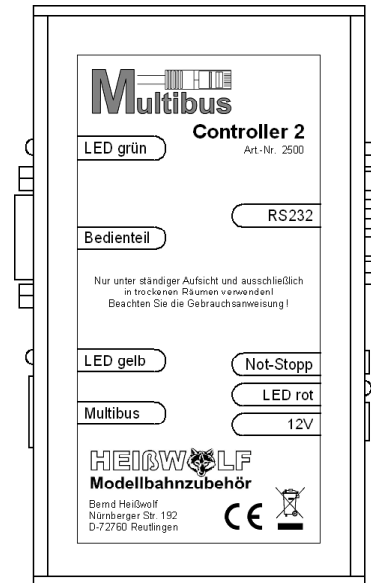 Multibus
Controller 2
Art.-Nr. 2500
LED grün
RS232
Bedienteil
Nur unter ständiger Aufsicht und ausschließlich
in trockenen Räumen verwenden!
Beachten Sie die Gebrauchsanweisung !
LED gelb
Not-Stopp
LED rot
Multibus
12V
HEIßWOLF
Modellbahnzubehör
Bernd Heißwolf
Nürnberger Str. 192
D-72760 Reutlingen
CE